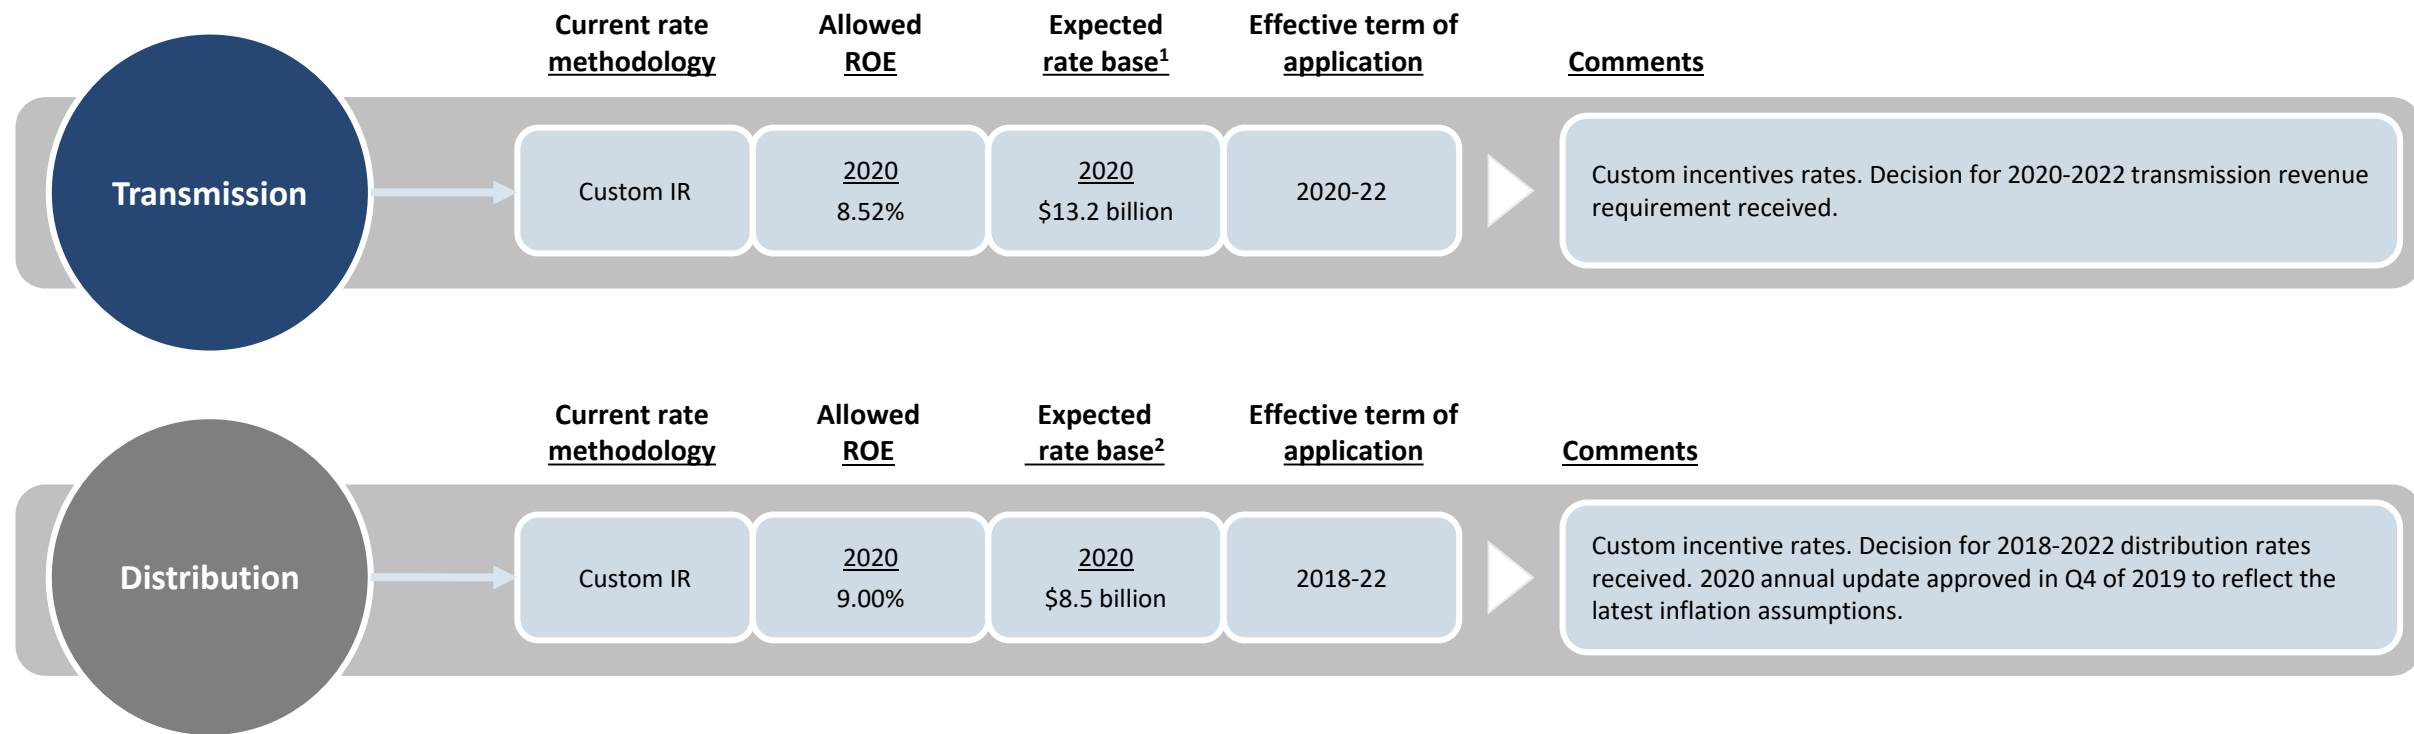 Current rate
methodology
Allowed
ROE
Expected
rate base1
Effective term of
application
Comments
Transmission
Custom IR
2020
8.52%
2020
$13.2 billion
2020-22
Custom incentives rates. Decision for 2020-2022 transmission revenue
requirement received.
Current rate
methodology
Allowed
ROE
Expected
rate base2
Effective term of
application
Comments
Distribution
Custom IR
2020
9.00%
2020
$8.5 billion
2018-22
Custom incentive rates. Decision for 2018-2022 distribution rates
received. 2020 annual update approved in Q4 of 2019 to reflect the
latest inflation assumptions.